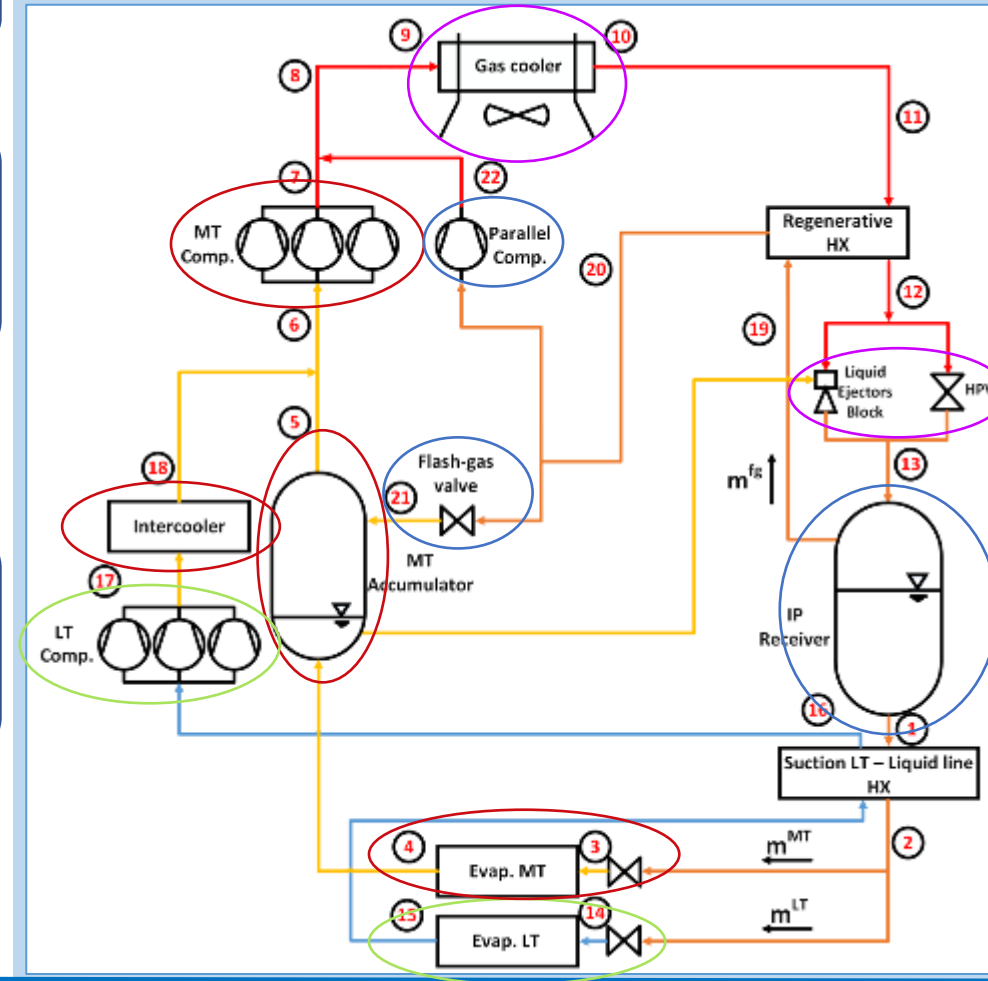 9
10
Gas cooler
8
11
7
22
MT
Comp.
Parallel
Comp.
Regenerative
HX
20
12
6
19
Liquid
Ejectors
Block
HPV
5
Flash-gas
valve
18
13
m^fg
21
Intercooler
MT
Accumulator
17
LT
Comp.
IP
Receiver
16
1
Suction LT – Liquid line
HX
4
3
m^MT
2
Evap. MT
15
14
m^LT
Evap. LT